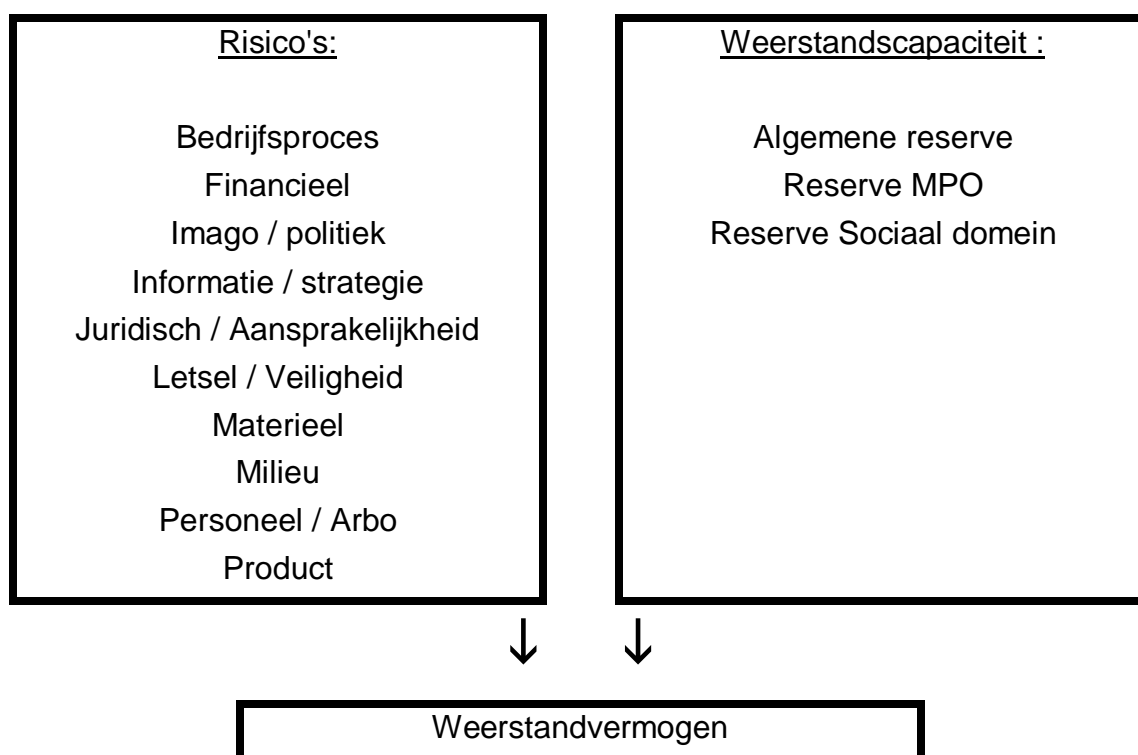 Risico's:
Bedrijfsproces
Financieel
Imago / politiek
Informatie / strategie
Juridisch / Aansprakelijkheid
Letsel / Veiligheid
Materieel
Milieu
Personeel / Arbo
Product
Weerstandscapaciteit :
Algemene reserve
Reserve MPO
Reserve Sociaal domein
↓ ↓
Weerstandvermogen